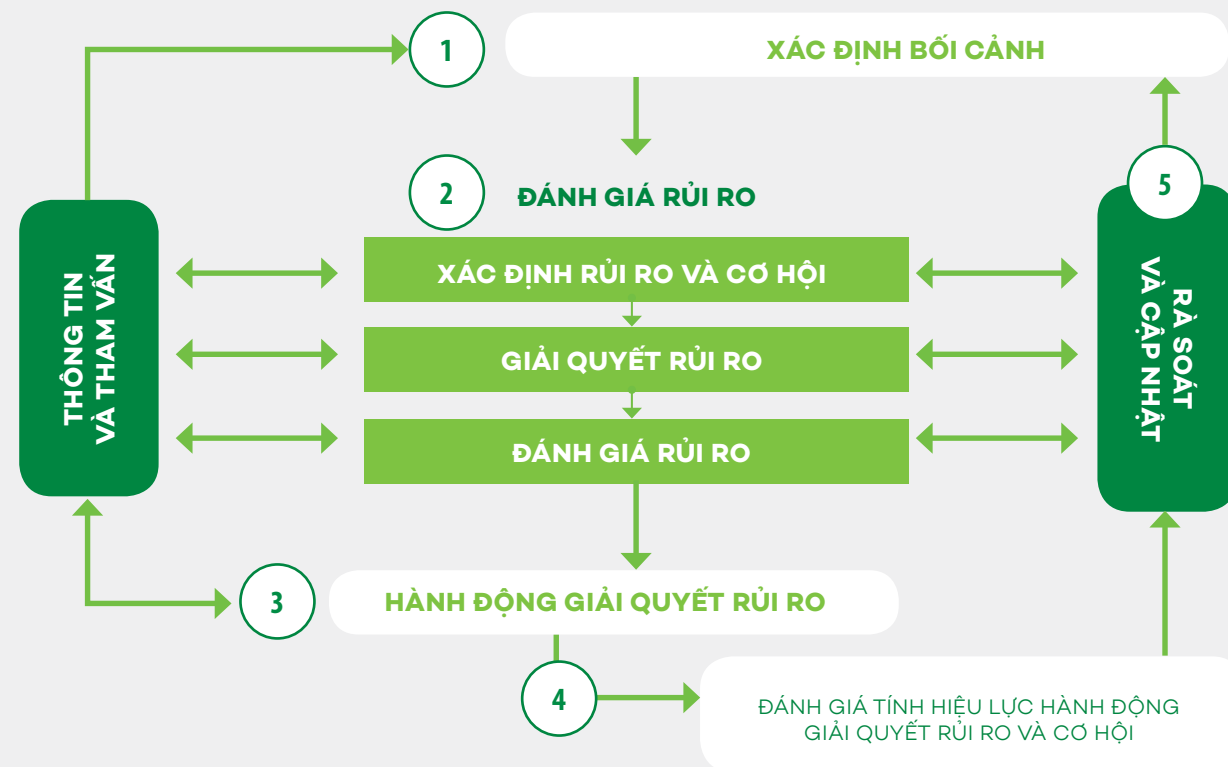 1
XÁC ĐỊNH BỐI CẢNH
2
ĐÁNH GIÁ RỦI RO
THÔNG TIN
VÀ THAM VẤN
XÁC ĐỊNH RỦI RO VÀ CƠ HỘI
GIẢI QUYẾT RỦI RO
ĐÁNH GIÁ RỦI RO
5
RÀ SOÁT
VÀ CẬP NHẬT
3
HÀNH ĐỘNG GIẢI QUYẾT RỦI RO
4
ĐÁNH GIÁ TÍNH HIỆU LỰC HÀNH ĐỘNG
GIẢI QUYẾT RỦI RO VÀ CƠ HỘI